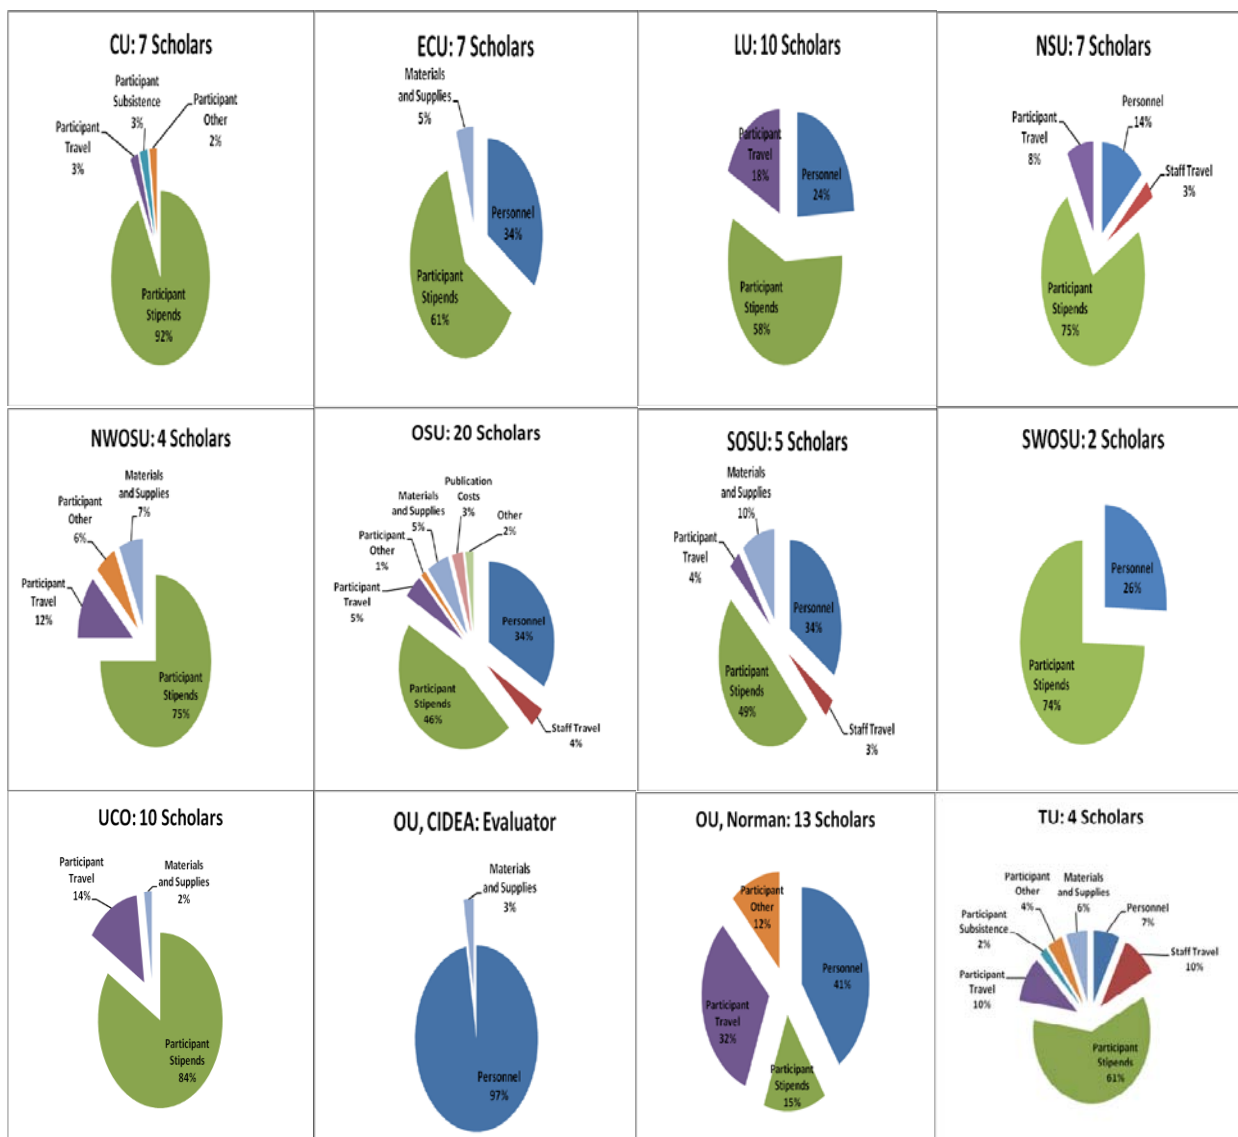 CU: 7 Scholars
Participant
Subsistence
3%
Participant
Other
2%
Participant
Travel
3%
Participant
Stipends
92%
ECU: 7 Scholars
Materials
and Supplies
5%
Personnel
34%
Participant
Stipends
61%
LU: 10 Scholars
Participant
Travel
18%
Personnel
24%
Participant
Stipends
58%
NSU: 7 Scholars
Participant
Travel
8%
Personnel
14%
Staff Travel
3%
Participant
Stipends
75%
NWOSU: 4 Scholars
Materials
and Supplies
7%
Participant
Other
6%
Participant
Travel
12%
Participant
Stipends
75%
OSU: 20 Scholars
Publication
Costs
3%
Materials
and Supplies
5%
Other
2%
Participant
Other
1%
Participant
Travel
5%
Personnel
34%
Participant
Stipends
46%
Staff Travel
4%
SOSU: 5 Scholars
Materials
and Supplies
10%
Participant
Travel
4%
Personnel
34%
Participant
Stipends
49%
Staff Travel
3%
SWOSU: 2 Scholars
Personnel
26%
Participant
Stipends
74%
UCO: 10 Scholars
Participant
Travel
14%
Materials
and Supplies
2%
Participant
Stipends
84%
OU, CIDEA: Evaluator
Materials
and Supplies
3%
Personnel
97%
OU, Norman: 13 Scholars
Participant
Other
12%
Personnel
41%
Participant
Travel
32%
Participant
Stipends
15%
TU: 4 Scholars
Participant
Other
4%
Materials
and Supplies
6%
Personnel
7%
Participant
Subsistence
2%
Staff Travel
10%
Participant
Travel
10%
Participant
Stipends
61%